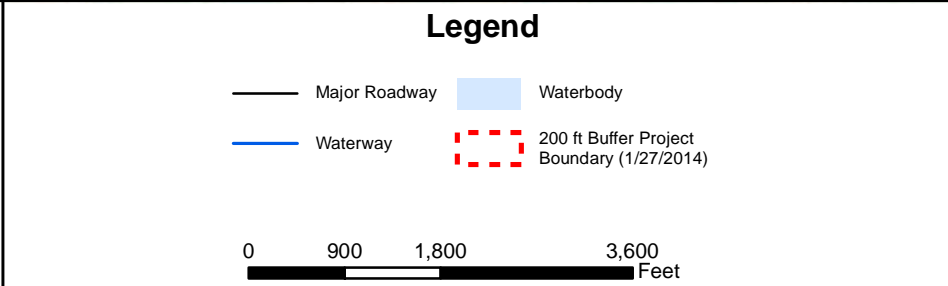 Legend
Major Roadway
Waterbody
Waterway
200 ft Buffer Project
Boundary (1/27/2014)
0 900 1,800 3,600
Feet